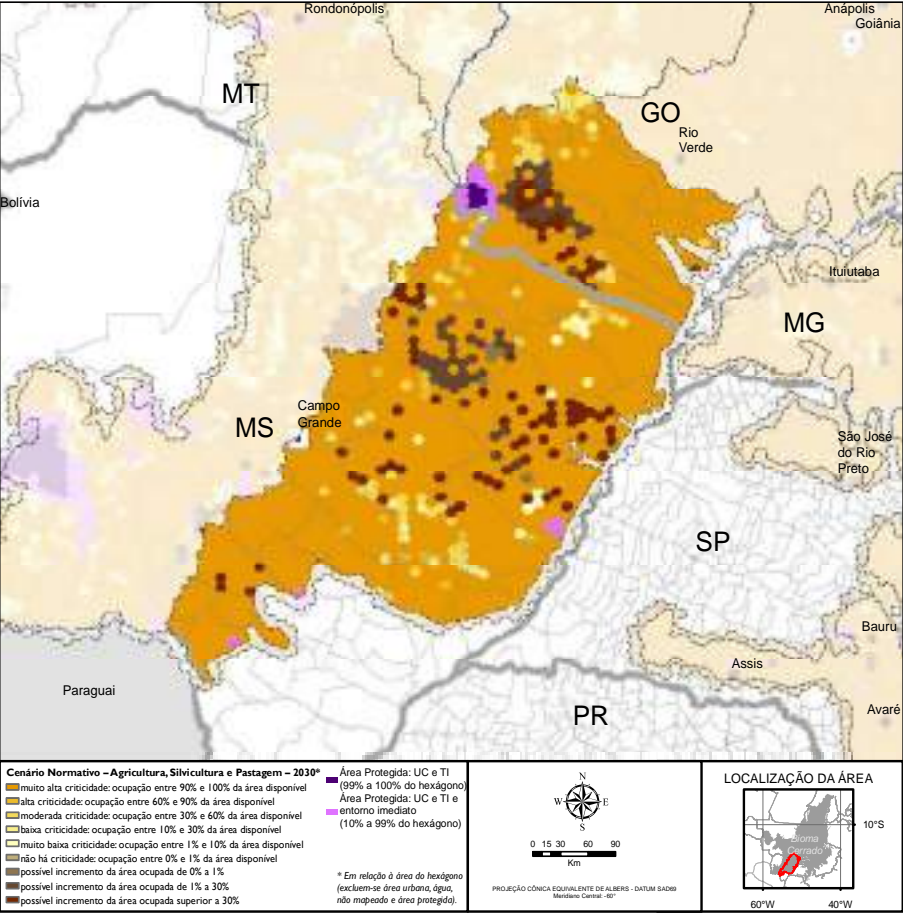 Rondonópolis
Anápolis
Goiânia
MT
GO
Rio
Verde
Bolívia
Ituiutaba
MG
Campo
Grande
MS
São José
do Rio
Preto
SP
Bauru
Assis
Paraguai
Avaré
PR
Cenário Normativo – Agricultura, Silvicultura e Pastagem – 2030*
muito alta criticidade: ocupação entre 90% e 100% da área disponível
alta criticidade: ocupação entre 60% e 90% da área disponível
moderada criticidade: ocupação entre 30% e 60% da área disponível
baixa criticidade: ocupação entre 10% e 30% da área disponível
muito baixa criticidade: ocupação entre 1% e 10% da área disponível
não há criticidade: ocupação entre 0% e 1% da área disponível
possível incremento da área ocupada de 0% a 1%
possível incremento da área ocupada de 1% a 30%
possível incremento da área ocupada superior a 30%
Área Protegida: UC e TI
(99% a 100% do hexágono)
Área Protegida: UC e TI e
entorno imediato
(10% a 99% do hexágono)
* Em relação à área do hexágono
(excluem-se área urbana, água,
não mapeado e área protegida).
N
W E
S
0 15 30 60 90
Km
PROJEÇÃO CÔNICA EQUIVALENTE DE ALBERS - DATUM SAD69
Meridiano Central: -60°
LOCALIZAÇÃO DA ÁREA
Bioma
Cerrado
10°S
60°W 40°W